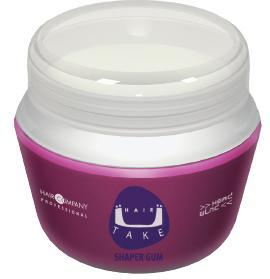 HAIR COMPANY
PROFESSIONAL
HAIR
TAKE
SHAPER GUM